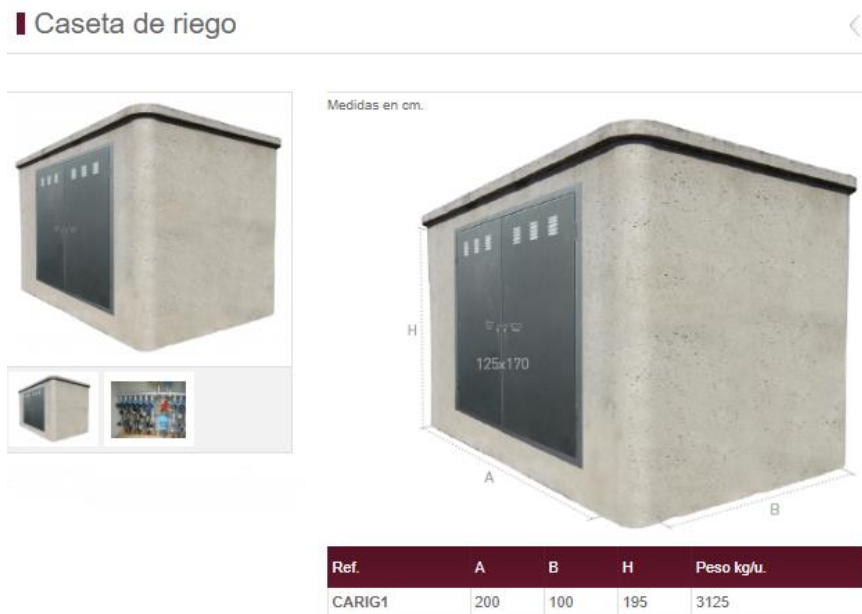 Caseta de riego
Medidas en cm.
H
125x170
A
B
Ref. A B H Peso kg/u.
CARIG1 200 100 195 3125